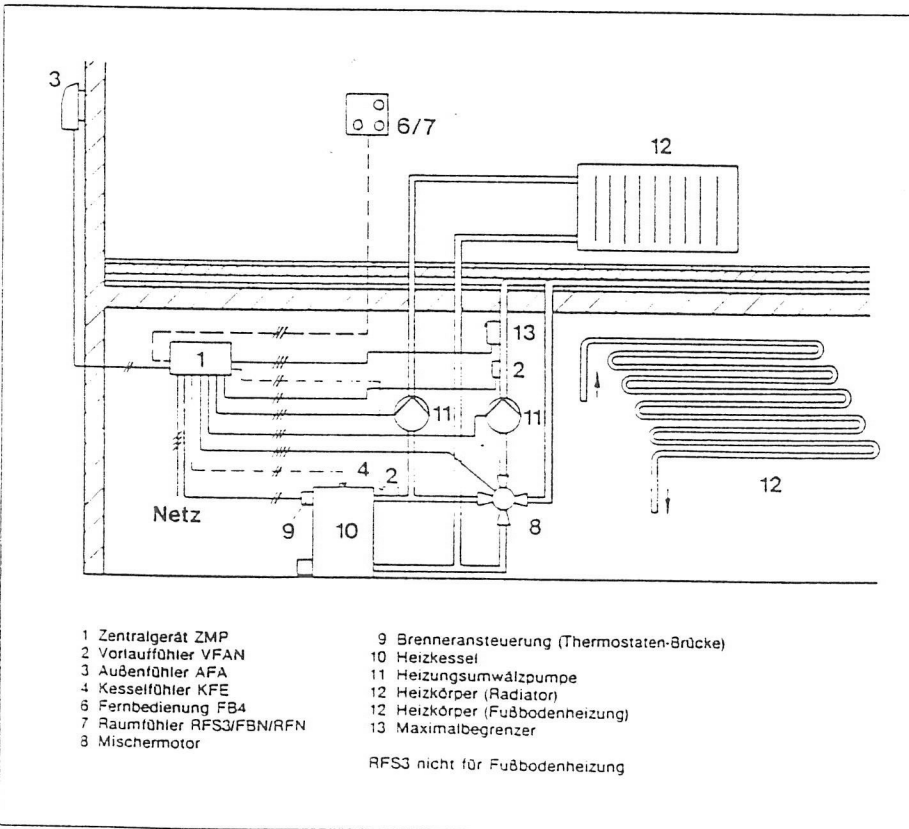 3
6/7
12
1
13
2
11
11
4
2
Netz
9
10
8
12
1 Zentralgerät ZMP
2 Vorlauffühler VFAN
3 Außenfühler AFA
4 Kesselfühler KFE
6 Fernbedienung FB4
7 Raumfühler RFS3/FBN/RFN
8 Mischermotor
9 Brenneransteuerung (Thermostaten-Brücke)
10 Heizkessel
11 Heizungsumwälzpumpe
12 Heizkörper (Radiator)
12 Heizkörper (Fußbodenheizung)
13 Maximalbegrenzer
RFS3 nicht für Fußbodenheizung